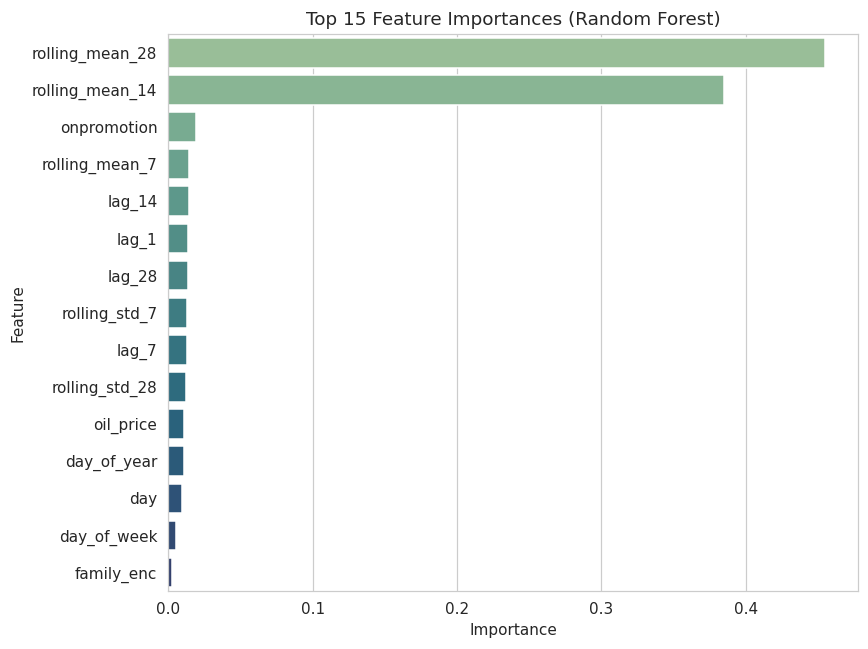 Top 15 Feature Importances (Random Forest)
rolling_mean_28
rolling_mean_14
onpromotion
rolling_mean_7
lag_14
lag_1
lag_28
rolling_std_7
lag_7
rolling_std_28
oil_price
day_of_year
day
day_of_week
family_enc
Feature
0.0 0.1 0.2 0.3 0.4
Importance